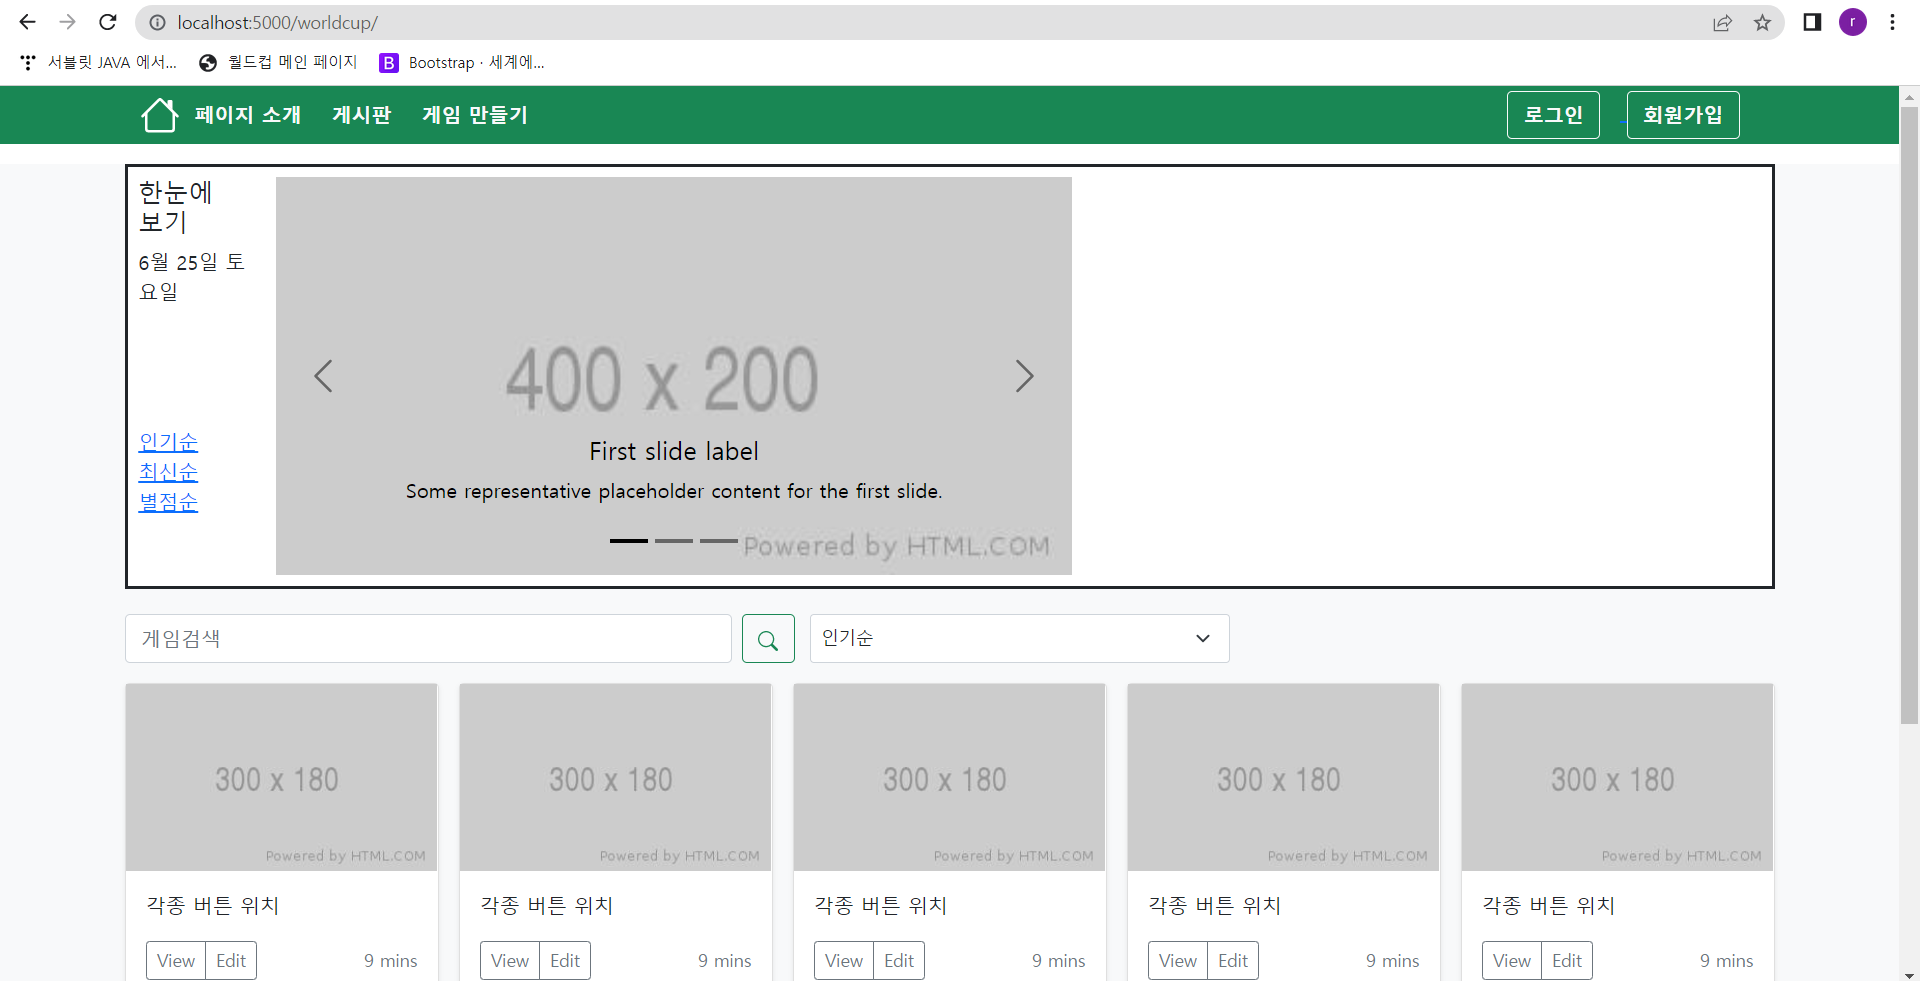 localhost:5000/worldcup/
r
서블릿 JAVA 에서...
월드컵 메인 페이지
B
Bootstrap · 세계에...
페이지 소개
게시판
게임 만들기
로그인
회원가입
한눈에
보기
6월 25일 토
요일
인기순
최신순
별점순
400 x 200
First slide label
Some representative placeholder content for the first slide.
Powered by HTML.COM
게임검색
인기순
300 x 180
Powered by HTML.COM
300 x 180
Powered by HTML.COM
300 x 180
Powered by HTML.COM
300 x 180
Powered by HTML.COM
300 x 180
Powered by HTML.COM
각종 버튼 위치
각종 버튼 위치
각종 버튼 위치
각종 버튼 위치
각종 버튼 위치
View Edit 9 mins
View Edit 9 mins
View Edit 9 mins
View Edit 9 mins
View Edit 9 mins